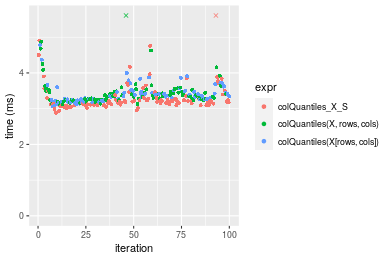 expr
colQuantiles_X_S
colQuantiles(X, rows, cols)
colQuantiles(X[rows, cols])
time (ms)
4
2
0
0
25
50
75
100
iteration